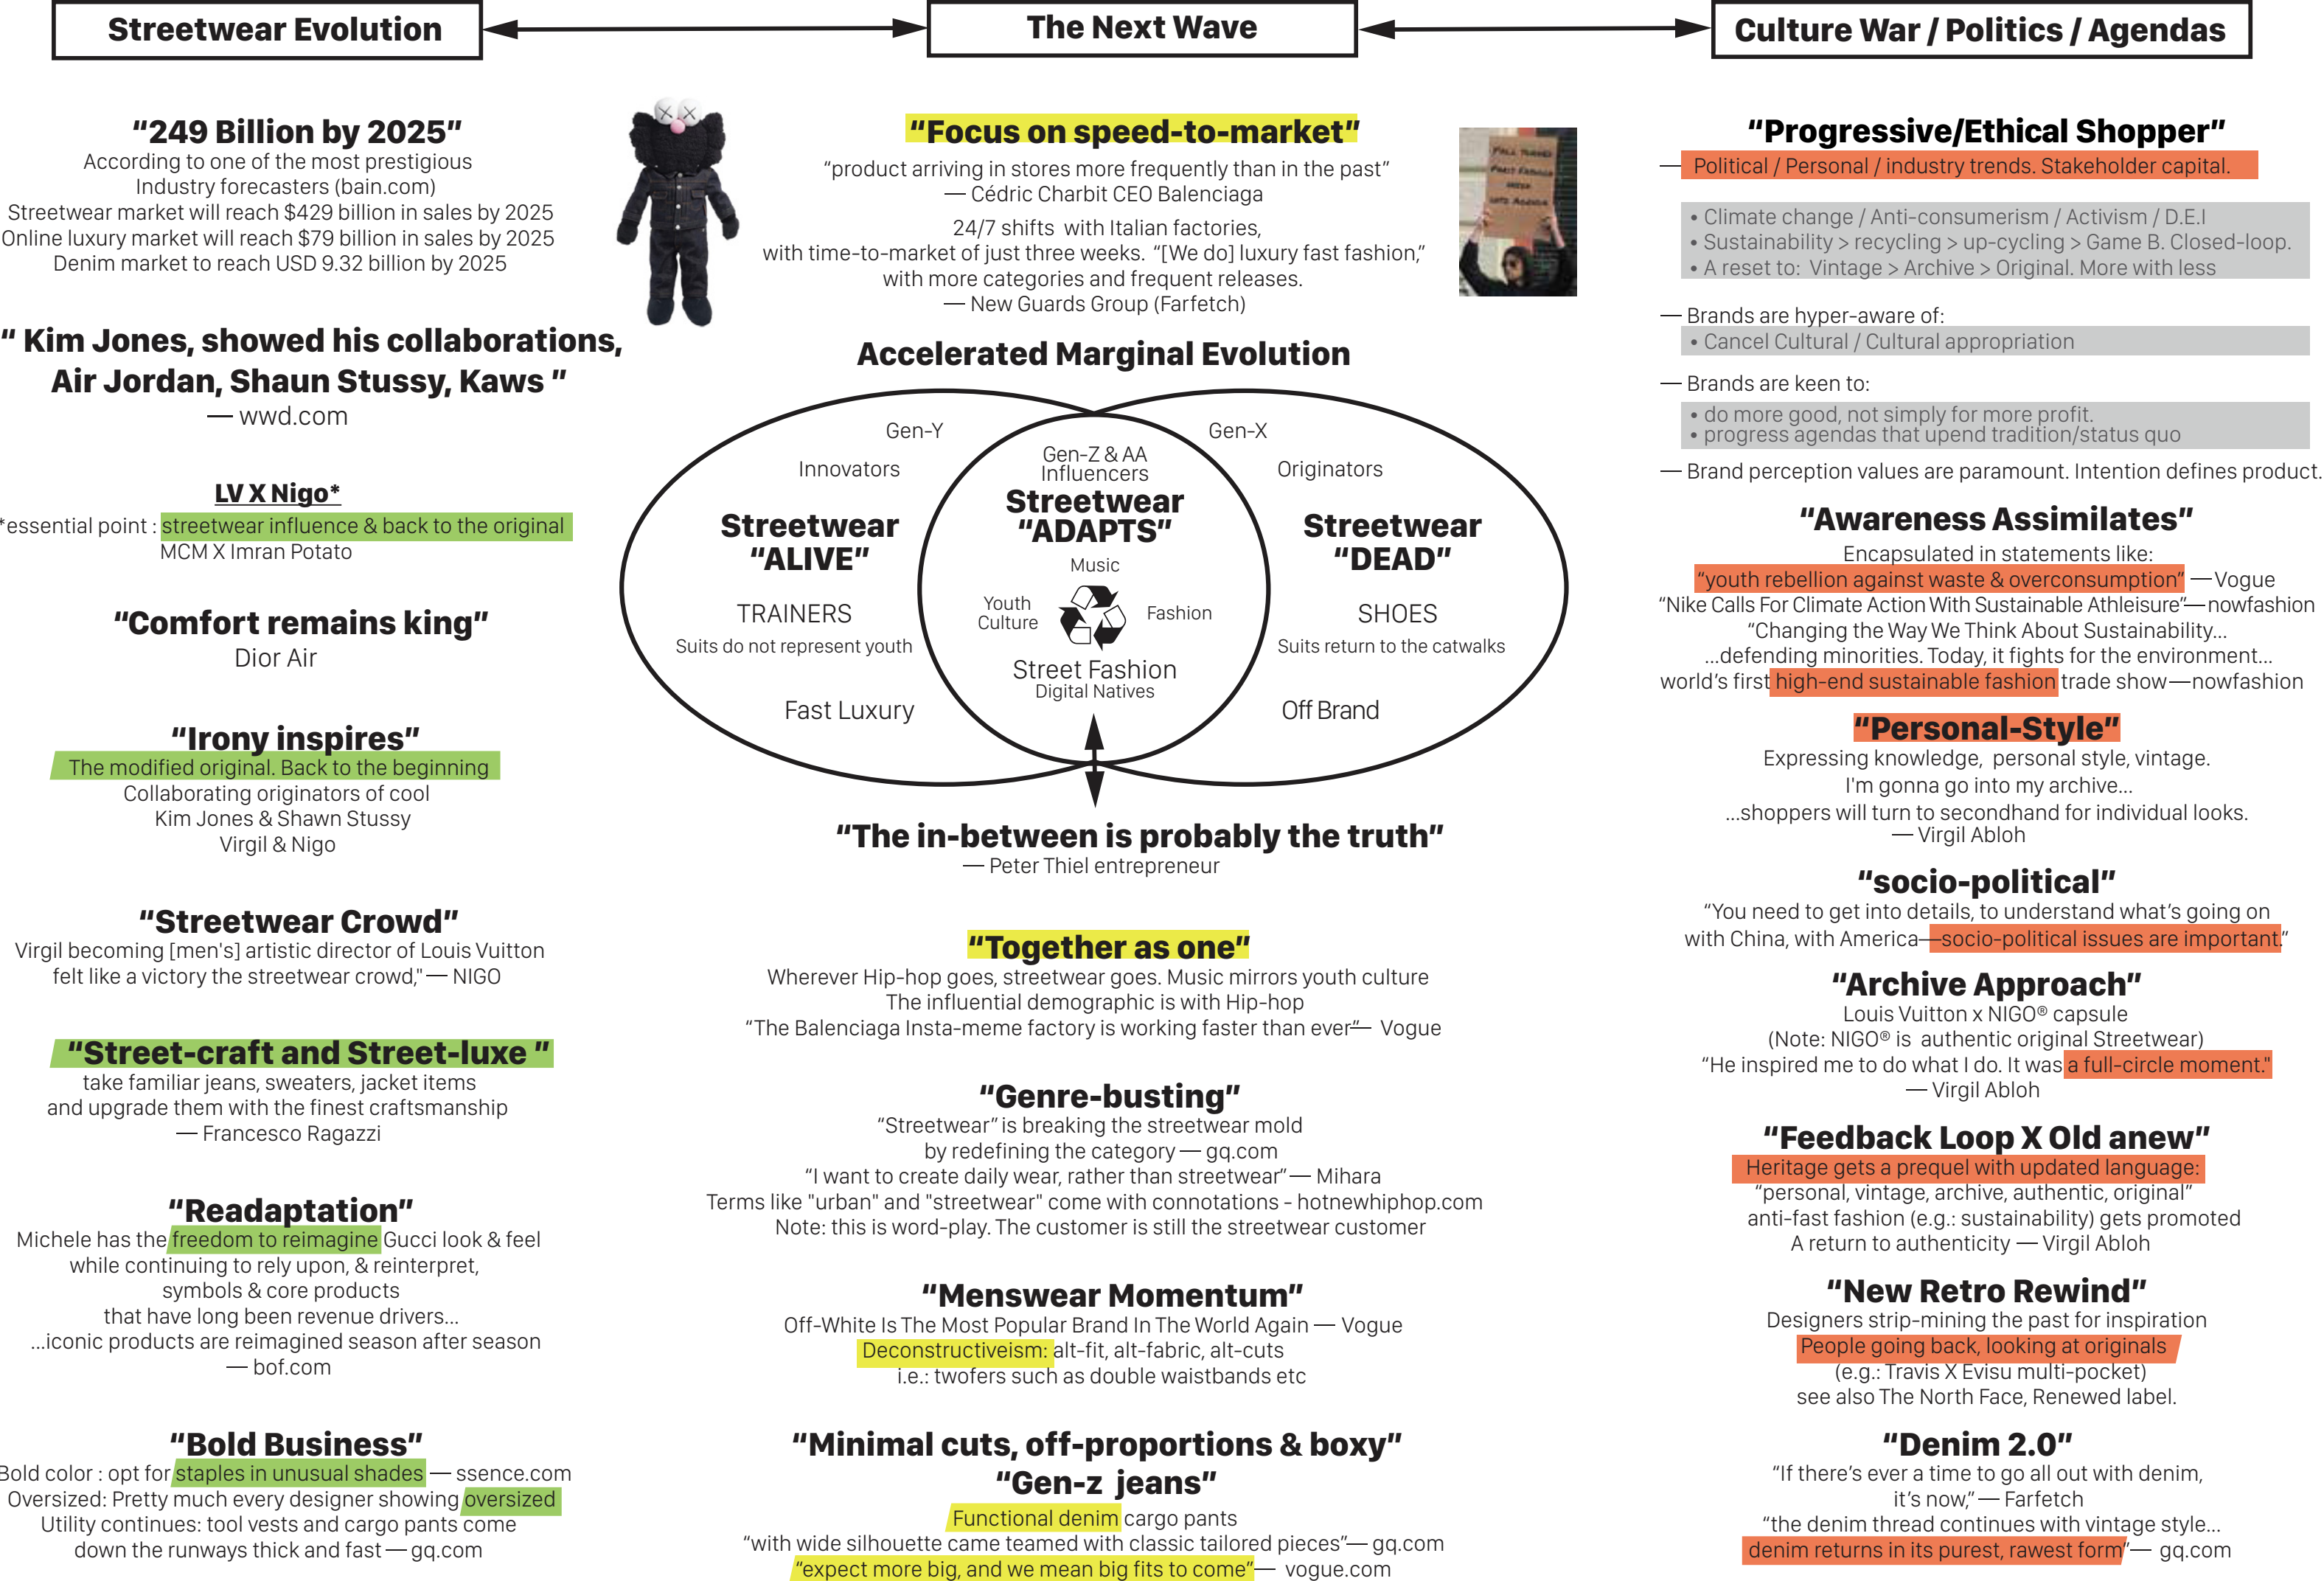 Streetwear Evolution
The Next Wave
Culture War / Politics / Agendas
“249 Billion by 2025”
According to one of the most prestigious
Industry forecasters (bain.com)
Streetwear market will reach $429 billion in sales by 2025
Online luxury market will reach $79 billion in sales by 2025
Denim market to reach USD 9.32 billion by 2025
“ Kim Jones, showed his collaborations,
Air Jordan, Shaun Stussy, Kaws ”
— wwd.com
LV X Nigo*
*essential point : streetwear influence & back to the original
MCM X Imran Potato
“Comfort remains king”
Dior Air
“Irony inspires”
The modified original. Back to the beginning
Collaborating originators of cool
Kim Jones & Shawn Stussy
Virgil & Nigo
“Streetwear Crowd”
Virgil becoming [men's] artistic director of Louis Vuitton
felt like a victory the streetwear crowd," — NIGO
“Street-craft and Street-luxe ”
take familiar jeans, sweaters, jacket items
and upgrade them with the finest craftsmanship
— Francesco Ragazzi
“Readaptation”
Michele has the freedom to reimagine Gucci look & feel
while continuing to rely upon, & reinterpret,
symbols & core products
that have long been revenue drivers...
...iconic products are reimagined season after season
— bof.com
“Bold Business”
Bold color : opt for staples in unusual shades — ssence.com
Oversized: Pretty much every designer showing oversized
Utility continues: tool vests and cargo pants come
down the runways thick and fast — gq.com
“Focus on speed-to-market”
“product arriving in stores more frequently than in the past”
— Cédric Charbit CEO Balenciaga
24/7 shifts with Italian factories,
with time-to-market of just three weeks. “[We do] luxury fast fashion,”
with more categories and frequent releases.
— New Guards Group (Farfetch)
Accelerated Marginal Evolution
Gen-Y
Innovators
Streetwear
“ALIVE”
TRAINERS
Suits do not represent youth
Fast Luxury
Gen-Z & AA
Influencers
Streetwear
“ADAPTS”
Music
Youth
Culture
Fashion
Street Fashion
Digital Natives
Gen-X
Originators
Streetwear
“DEAD”
SHOES
Suits return to the catwalks
Off Brand
“The in-between is probably the truth”
— Peter Thiel entrepreneur
“Together as one”
Wherever Hip-hop goes, streetwear goes. Music mirrors youth culture
The influential demographic is with Hip-hop
“The Balenciaga Insta-meme factory is working faster than ever”— Vogue
“Genre-busting”
“Streetwear” is breaking the streetwear mold
by redefining the category — gq.com
“I want to create daily wear, rather than streetwear” — Mihara
Terms like "urban" and "streetwear" come with connotations - hotnewhiphop.com
Note: this is word-play. The customer is still the streetwear customer
“Menswear Momentum”
Off-White Is The Most Popular Brand In The World Again — Vogue
Deconstructiveism: alt-fit, alt-fabric, alt-cuts
i.e.: twofers such as double waistbands etc
“Minimal cuts, off-proportions & boxy”
“Gen-z jeans”
Functional denim cargo pants
“with wide silhouette came teamed with classic tailored pieces”— gq.com
“expect more big, and we mean big fits to come”— vogue.com
“Progressive/Ethical Shopper”
— Political / Personal / industry trends. Stakeholder capital.
• Climate change / Anti-consumerism / Activism / D.E.I
• Sustainability > recycling > up-cycling > Game B. Closed-loop.
• A reset to: Vintage > Archive > Original. More with less
— Brands are hyper-aware of:
• Cancel Cultural / Cultural appropriation
— Brands are keen to:
• do more good, not simply for more profit.
• progress agendas that upend tradition/status quo
— Brand perception values are paramount. Intention defines product.
“Awareness Assimilates”
Encapsulated in statements like:
“youth rebellion against waste & overconsumption” — Vogue
“Nike Calls For Climate Action With Sustainable Athleisure”— nowfashion
“Changing the Way We Think About Sustainability...
...defending minorities. Today, it fights for the environment...
world’s first high-end sustainable fashion trade show — nowfashion
“Personal-Style”
Expressing knowledge, personal style, vintage.
I'm gonna go into my archive...
...shoppers will turn to secondhand for individual looks.
— Virgil Abloh
“socio-political”
“You need to get into details, to understand what’s going on
with China, with America—socio-political issues are important.”
“Archive Approach”
Louis Vuitton x NIGO® capsule
(Note: NIGO® is authentic original Streetwear)
“He inspired me to do what I do. It was a full-circle moment."
— Virgil Abloh
“Feedback Loop X Old anew”
Heritage gets a prequel with updated language:
“personal, vintage, archive, authentic, original”
anti-fast fashion (e.g.: sustainability) gets promoted
A return to authenticity — Virgil Abloh
“New Retro Rewind”
Designers strip-mining the past for inspiration
People going back, looking at originals
(e.g.: Travis X Evisu multi-pocket)
see also The North Face, Renewed label.
“Denim 2.0”
“If there’s ever a time to go all out with denim,
it’s now,” — Farfetch
“the denim thread continues with vintage style...
denim returns in its purest, rawest form”— gq.com